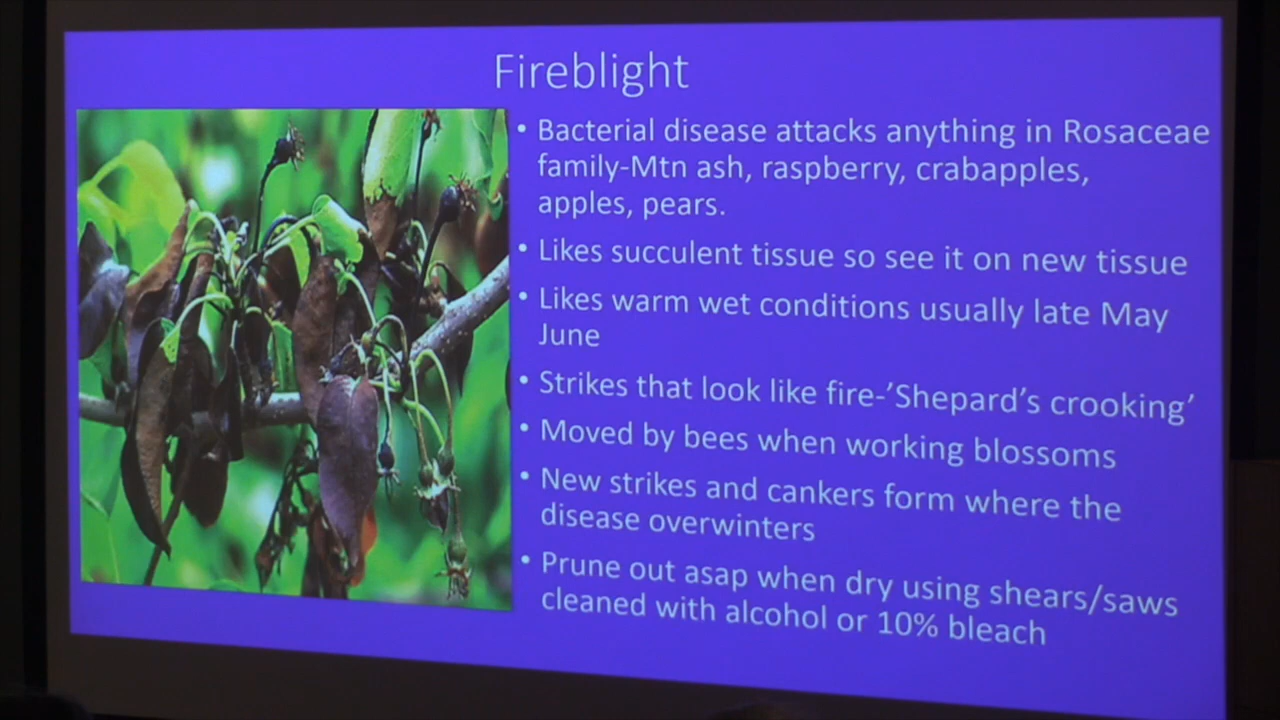 Fireblight
• Bacterial disease attacks anything in Rosaceae
family-Mtn ash, raspberry, crabapples,
apples, pears.
• Likes succulent tissue so see it on new tissue
• Likes warm wet conditions usually late May
June
• Strikes that look like fire-’Shepard’s crooking’
• Moved by bees when working blossoms
• New strikes and cankers form where the
disease overwinters
• Prune out asap when dry using shears/saws
cleaned with alcohol or 10% bleach